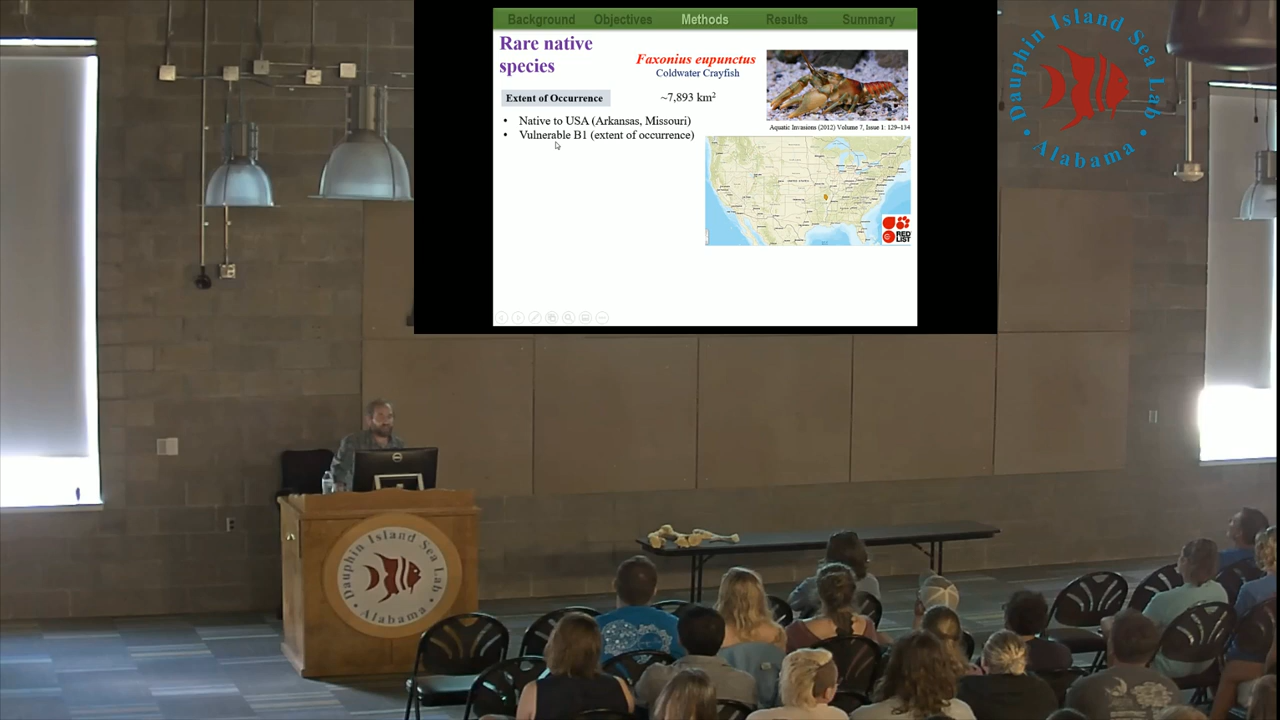 Background Objectives Methods Results Summary
Rare native
species
Faxonius eupunctus
Coldwater Crayfish
Extent of Occurrence
~7,893 km²
• Native to USA (Arkansas, Missouri)
• Vulnerable B1 (extent of occurrence)
Aquatic Invasions (2012) Volume 7, Issue 1: 129–134
RED
LIST
Dauphin Island Sea Lab
Alabama
DELL
Dauphin Island Sea Lab
Alabama